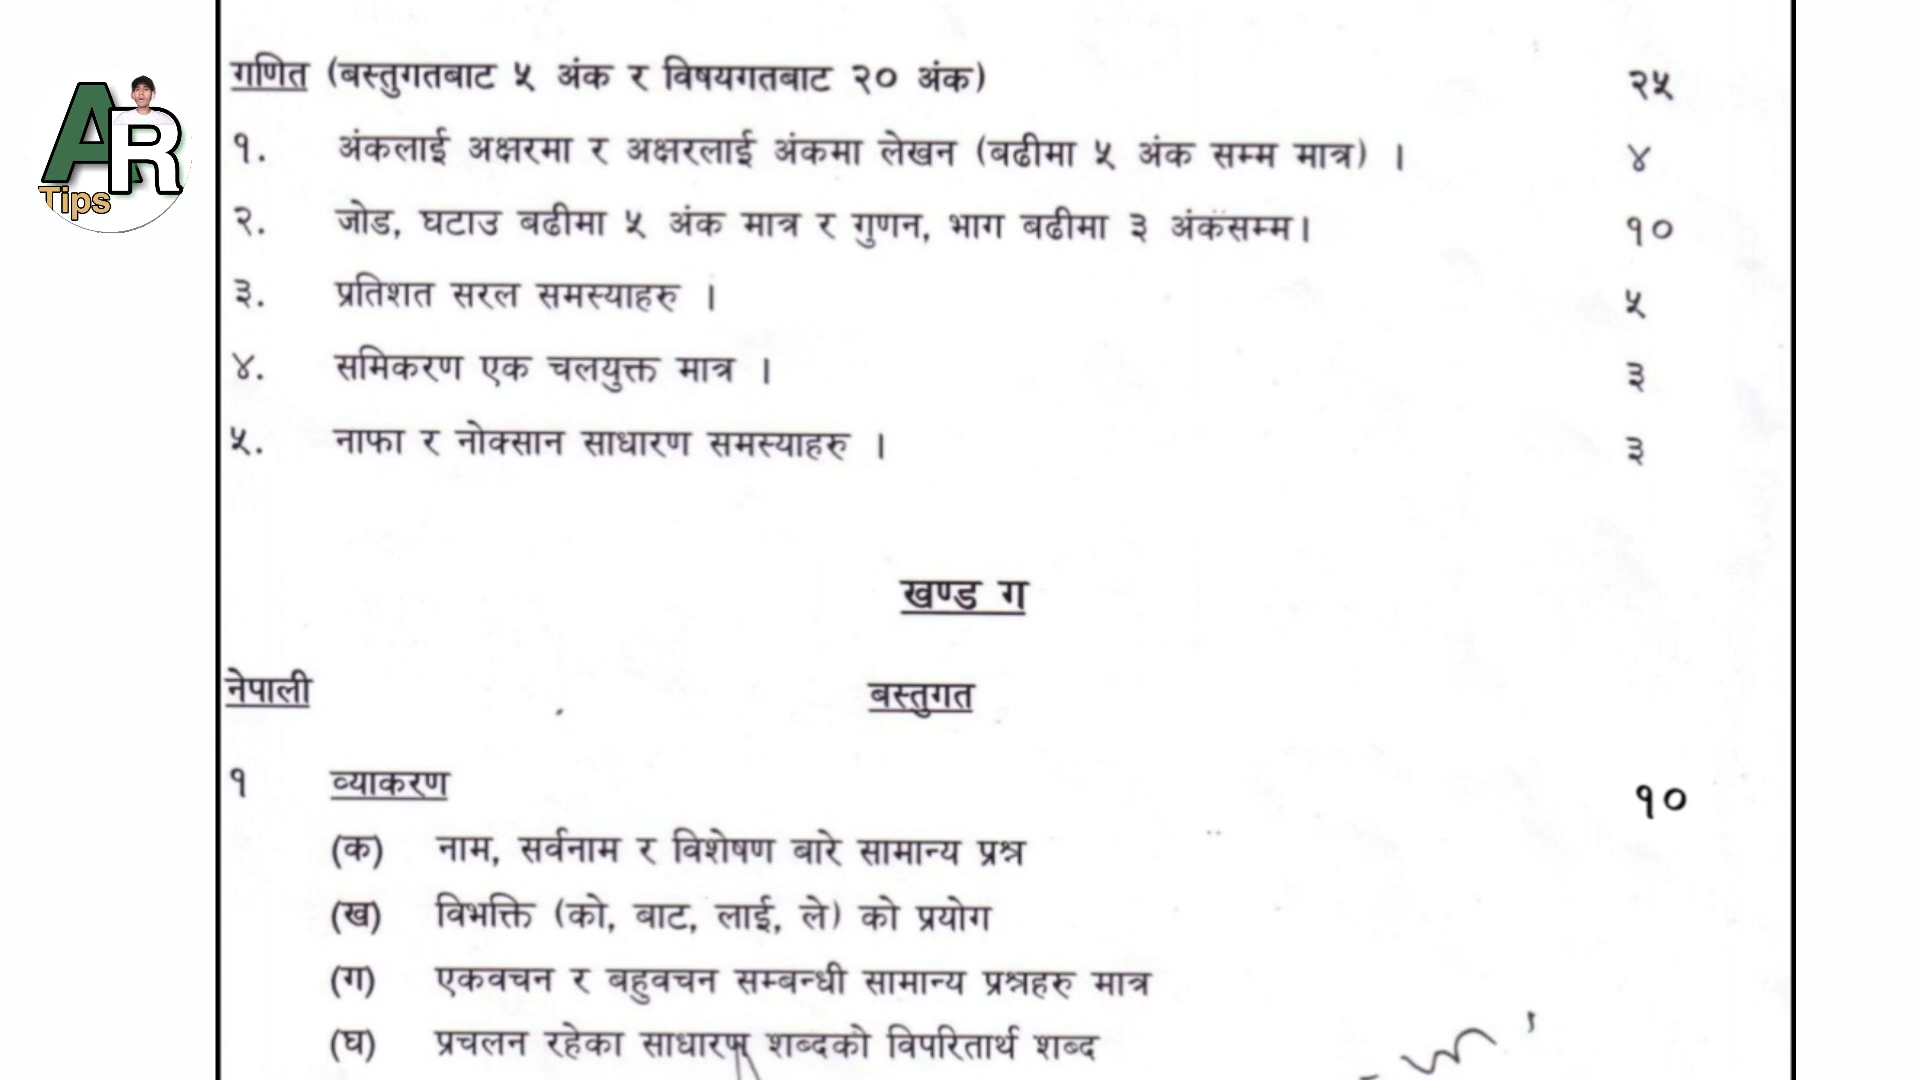 AR
Tips
गणित (बस्तुगतबाट ५ अंक र विषयगतबाट २० अंक) २५
१. अंकलाई अक्षरमा र अक्षरलाई अंकमा लेखन (बढीमा ५ अंक सम्म मात्र) । ४
२. जोड, घटाउ बढीमा ५ अंक मात्र र गुणन, भाग बढीमा ३ अंकसम्म। १०
३. प्रतिशत सरल समस्याहरु । ५
४. समिकरण एक चलयुक्त मात्र । ३
५. नाफा र नोक्सान साधारण समस्याहरु । ३
खण्ड ग
नेपाली बस्तुगत
१ व्याकरण १०
(क) नाम, सर्वनाम र विशेषण बारे सामान्य प्रश्न
(ख) विभक्ति (को, बाट, लाई, ले) को प्रयोग
(ग) एकवचन र बहुवचन सम्बन्धी सामान्य प्रश्नहरु मात्र
(घ) प्रचलन रहेका साधारण शब्दको विपरितार्थ शब्द